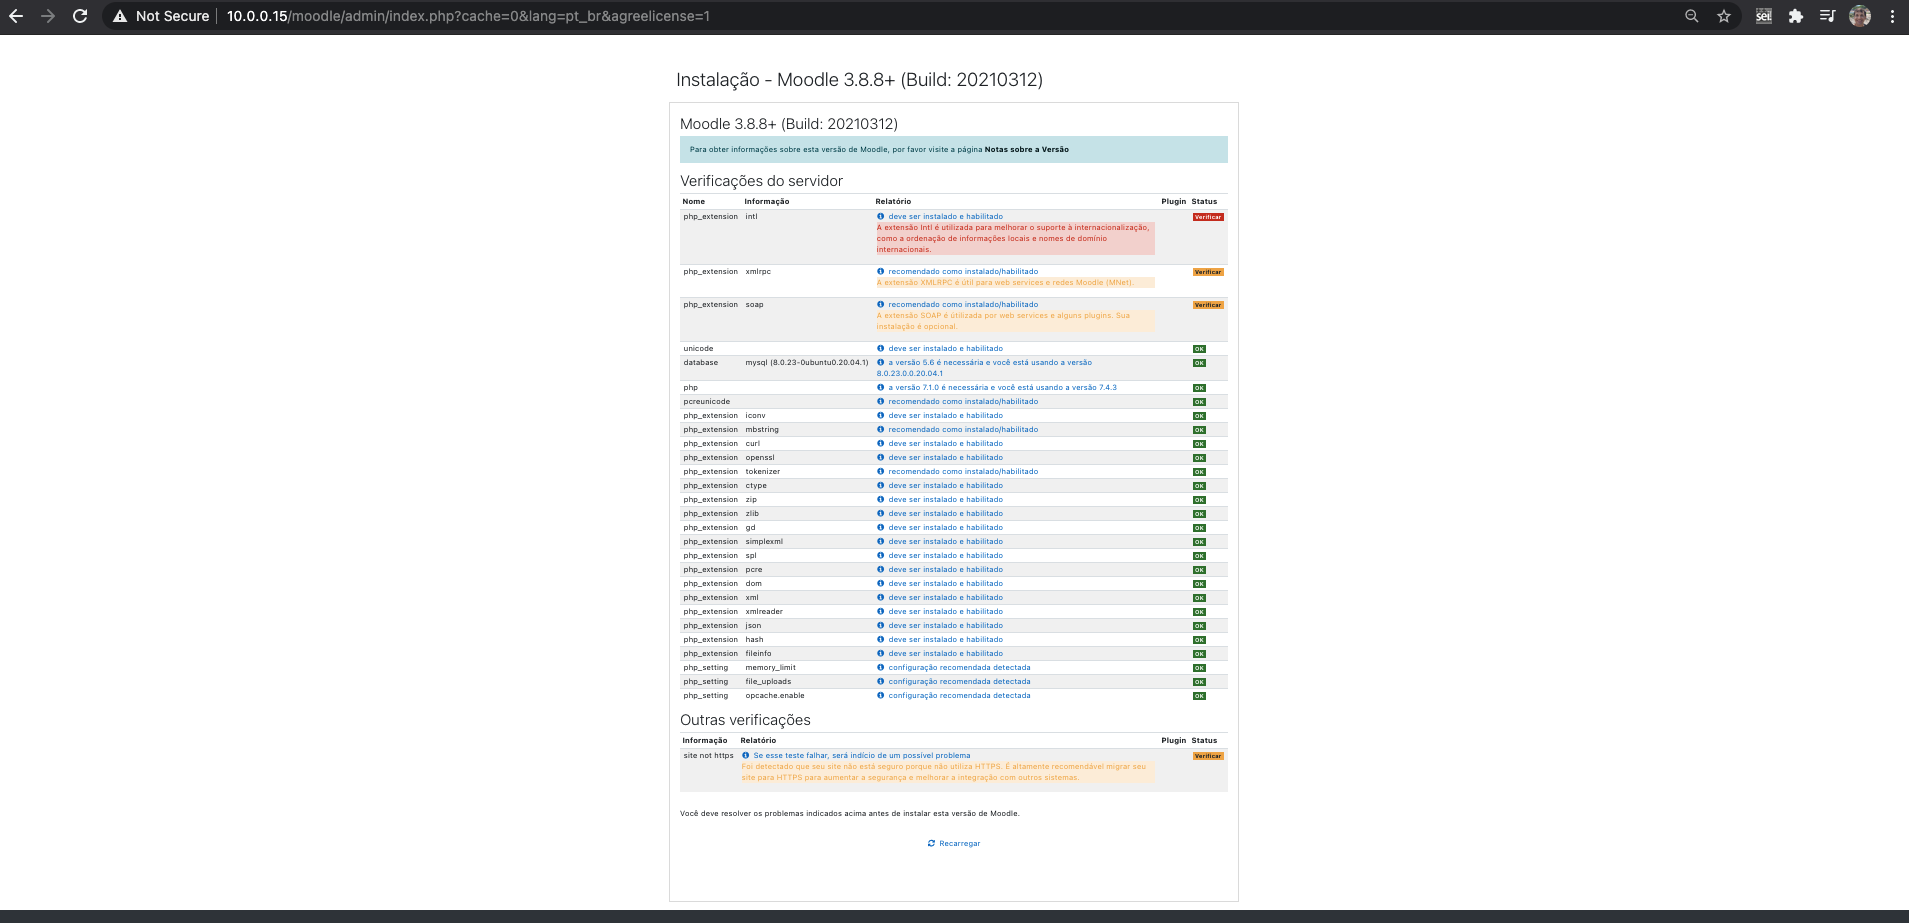 Not Secure | 10.0.0.15/moodle/admin/index.php?cache=0&lang=pt_br&agreelicense=1
sei!
Instalação - Moodle 3.8.8+ (Build: 20210312)
Moodle 3.8.8+ (Build: 20210312)
Para obter informações sobre esta versão de Moodle, por favor visite a página Notas sobre a Versão
Verificações do servidor
Nome Informação Relatório Plugin Status
php_extension intl deve ser instalado e habilitado Verificar
A extensão Intl é utilizada para melhorar o suporte à internacionalização,
como a ordenação de informações locais e nomes de domínio
internacionais.
php_extension xmlrpc recomendado como instalado/habilitado Verificar
A extensão XMLRPC é útil para web services e redes Moodle (MNet).
php_extension soap recomendado como instalado/habilitado Verificar
A extensão SOAP é útilizada por web services e alguns plugins. Sua
instalação é opcional.
unicode deve ser instalado e habilitado OK
database mysql (8.0.23-0ubuntu0.20.04.1) a versão 5.6 é necessária e você está usando a versão OK
8.0.23.0.0.20.04.1
php a versão 7.1.0 é necessária e você está usando a versão 7.4.3 OK
pcreunicode recomendado como instalado/habilitado OK
php_extension iconv deve ser instalado e habilitado OK
php_extension mbstring recomendado como instalado/habilitado OK
php_extension curl deve ser instalado e habilitado OK
php_extension openssl deve ser instalado e habilitado OK
php_extension tokenizer recomendado como instalado/habilitado OK
php_extension ctype deve ser instalado e habilitado OK
php_extension zip deve ser instalado e habilitado OK
php_extension zlib deve ser instalado e habilitado OK
php_extension gd deve ser instalado e habilitado OK
php_extension simplexml deve ser instalado e habilitado OK
php_extension spl deve ser instalado e habilitado OK
php_extension pcre deve ser instalado e habilitado OK
php_extension dom deve ser instalado e habilitado OK
php_extension xml deve ser instalado e habilitado OK
php_extension xmlreader deve ser instalado e habilitado OK
php_extension json deve ser instalado e habilitado OK
php_extension hash deve ser instalado e habilitado OK
php_extension fileinfo deve ser instalado e habilitado OK
php_setting memory_limit configuração recomendada detectada OK
php_setting file_uploads configuração recomendada detectada OK
php_setting opcache.enable configuração recomendada detectada OK
Outras verificações
Informação Relatório Plugin Status
site not https Se esse teste falhar, será indício de um possível problema Verificar
Foi detectado que seu site não está seguro porque não utiliza HTTPS. É altamente recomendável migrar seu
site para HTTPS para aumentar a segurança e melhorar a integração com outros sistemas.
Você deve resolver os problemas indicados acima antes de instalar esta versão de Moodle.
Recarregar